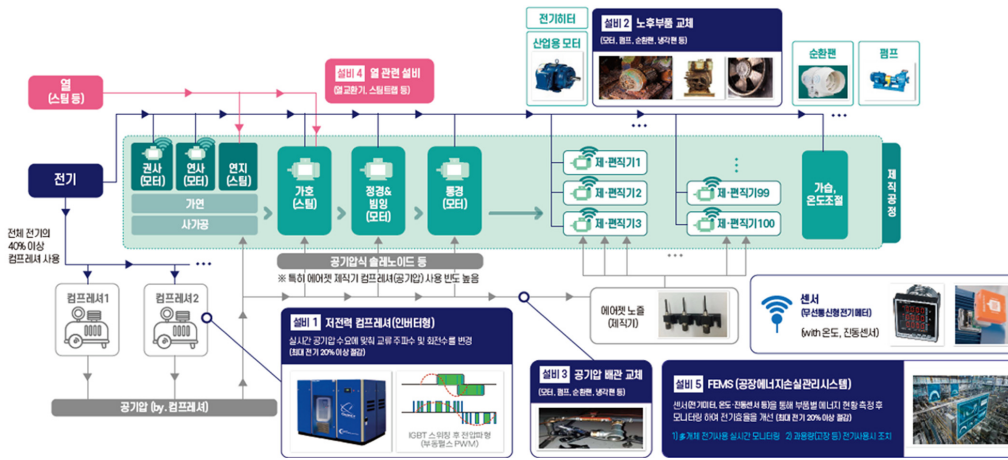 전기히터
산업용 모터
설비 2 노후부품 교체
(모터, 펌프, 순환팬, 냉각팬 등)
순환팬
펌프
열
(스팀 등)
설비 4 열 관련 설비
(열교환기, 스팀트랩 등)
전기
권사
(모터)
연사
(모터)
연지
(스팀)
가연
사가공
가호
(스팀)
정경&
빔잉
(모터)
통경
(모터)
제·편직기1
제·편직기2
제·편직기3
제·편직기99
제·편직기100
가습,
온도조절
제직공정
전체 전기의
40% 이상
컴프레셔 사용
공기압식 솔레노이드 등
※ 특히 에어젯 제직기 컴프레셔(공기압) 사용 빈도 높음
컴프레셔1
컴프레셔2
공기압 (by. 컴프레셔)
설비 1 저전력 컴프레셔(인버터형)
실시간 공기압 수요에 맞춰 교류 주파수 및 회전수를 변경
(최대 전기 20% 이상 절감)
IGBT 스위칭 후 전압파형
(부등펄스 PWM)
에어젯 노즐
(제직기)
설비 3 공기압 배관 교체
(모터, 펌프, 순환팬, 냉각팬 등)
센서
(무선통신형전기메터)
(with 온도, 진동센서)
설비 5 FEMS (공장에너지손실관리시스템)
센서(전기미터, 온도·진동센서 등)을 통해 부품별 에너지 현황 측정 후
모니터링 하여 전기효율을 개선 (최대 전기 20% 이상 절감)
1) 多개체 전기사용 실시간 모니터링 2) 과용량(고장 등) 전기사용시 조치